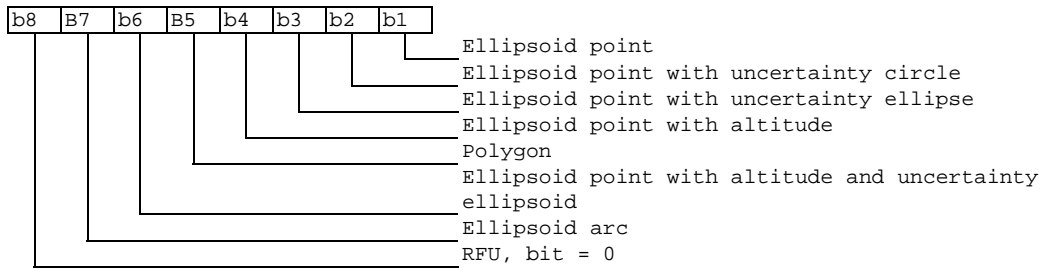 b8 B7 b6 B5 b4 b3 b2 b1
Ellipsoid point
Ellipsoid point with uncertainty circle
Ellipsoid point with uncertainty ellipse
Ellipsoid point with altitude
Polygon
Ellipsoid point with altitude and uncertainty
ellipsoid
Ellipsoid arc
RFU, bit = 0